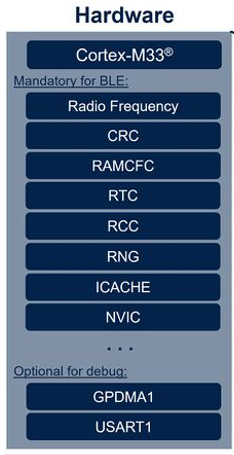 Hardware
Cortex-M33®
Mandatory for BLE:
Radio Frequency
CRC
RAMCFC
RTC
RCC
RNG
ICACHE
NVIC
...
Optional for debug:
GPDMA1
USART1